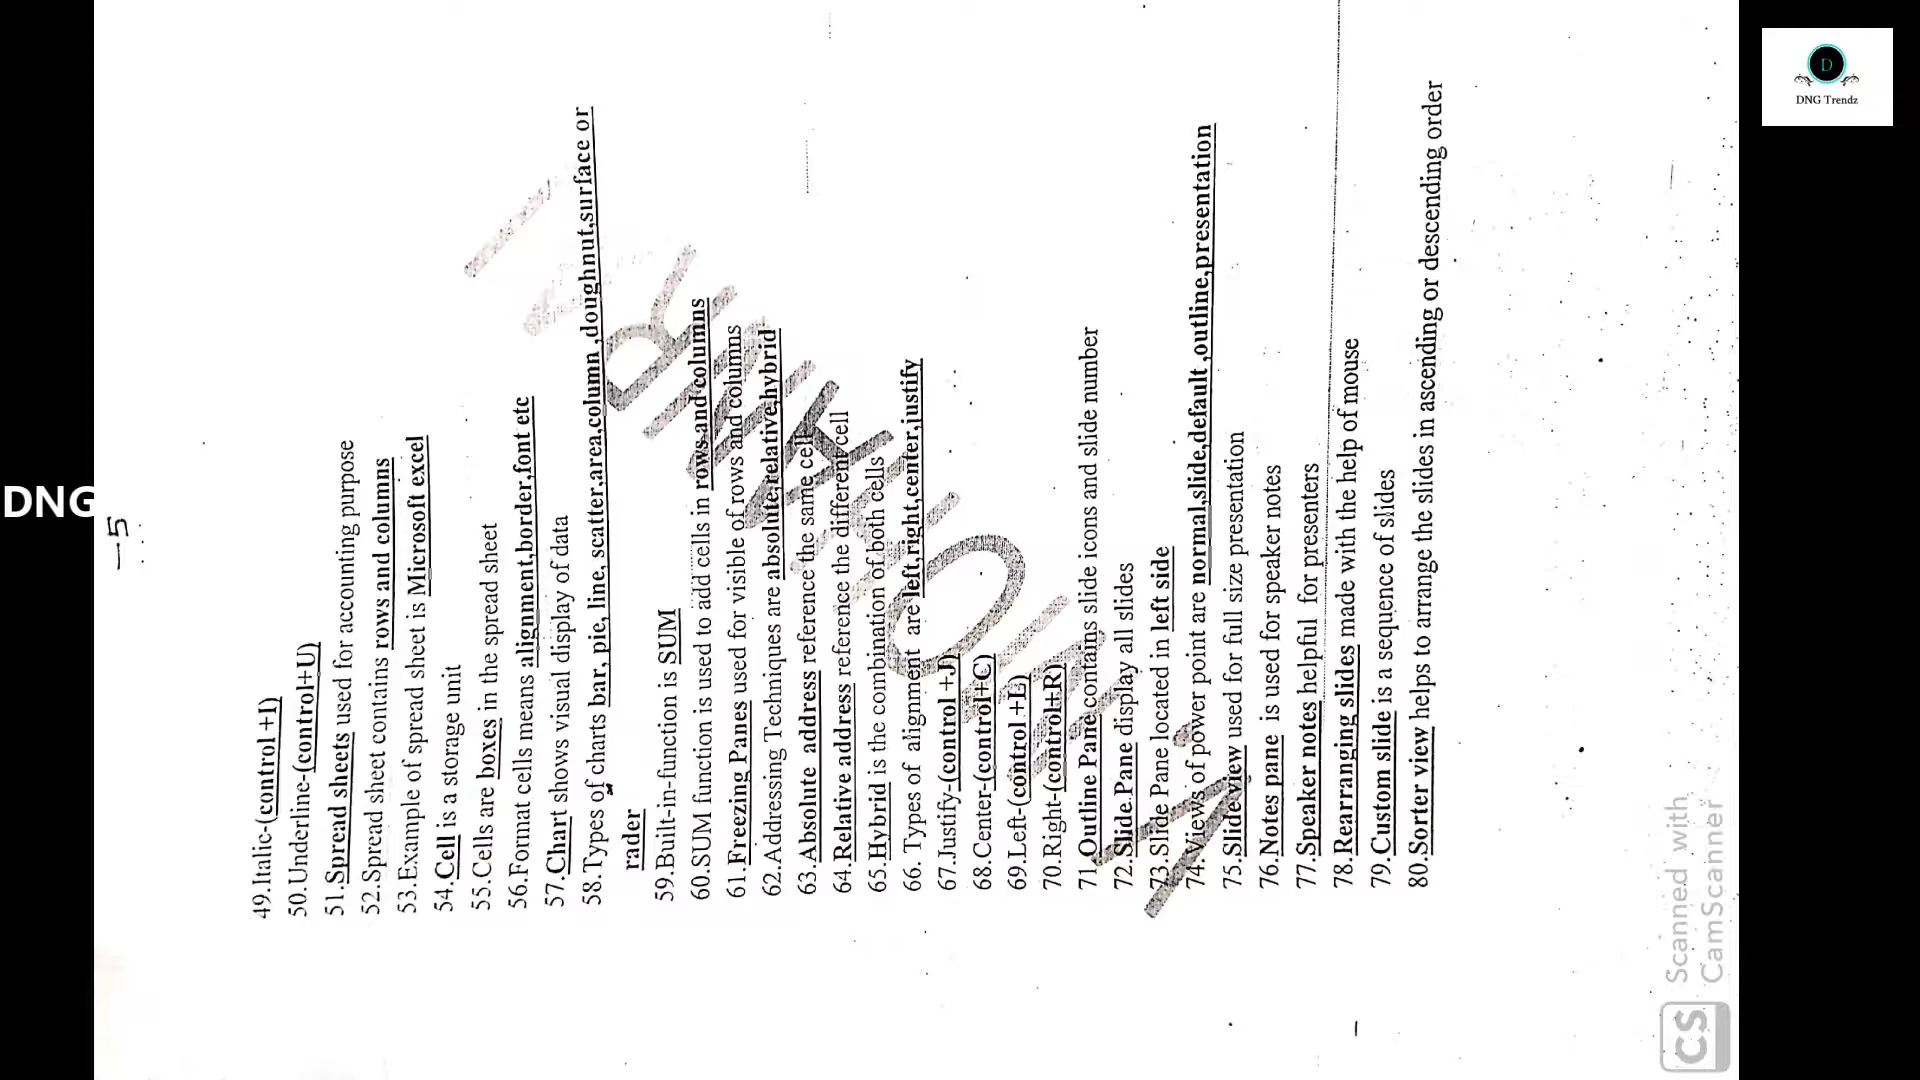 DNG
D
DNG Trendz
-5
49.Italic-(control +I)
50.Underline-(control+U)
51.Spread sheets used for accounting purpose
52.Spread sheet contains rows and columns
53.Example of spread sheet is Microsoft excel
54.Cell is a storage unit
55.Cells are boxes in the spread sheet
56.Format cells means alignment,border,font etc
57.Chart shows visual display of data
58.Types of charts bar, pie, line, scatter,area,column ,doughnut,surface or
rader
59.Built-in-function is SUM
60.SUM function is used to add cells in rows and columns
61.Freezing Panes used for visible of rows and columns
62.Addressing Techniques are absolute,relative,hybrid
63.Absolute address reference the same cell
64.Relative address reference the different cell
65.Hybrid is the combination of both cells
66. Types of alignment are left,right,center,justify
67.Justify-(control +J)
68.Center-(control+C)
69.Left-(control +L)
70.Right-(control+R)
71.Outline Pane contains slide icons and slide number
72.Slide Pane display all slides
73.Slide Pane located in left side
74.Views of power point are normal,slide,default ,outline,presentation
75.Slide view used for full size presentation
76.Notes pane is used for speaker notes
77.Speaker notes helpful for presenters
78.Rearranging slides made with the help of mouse
79.Custom slide is a sequence of slides
80.Sorter view helps to arrange the slides in ascending or descending order
CS
Scanned with
CamScanner